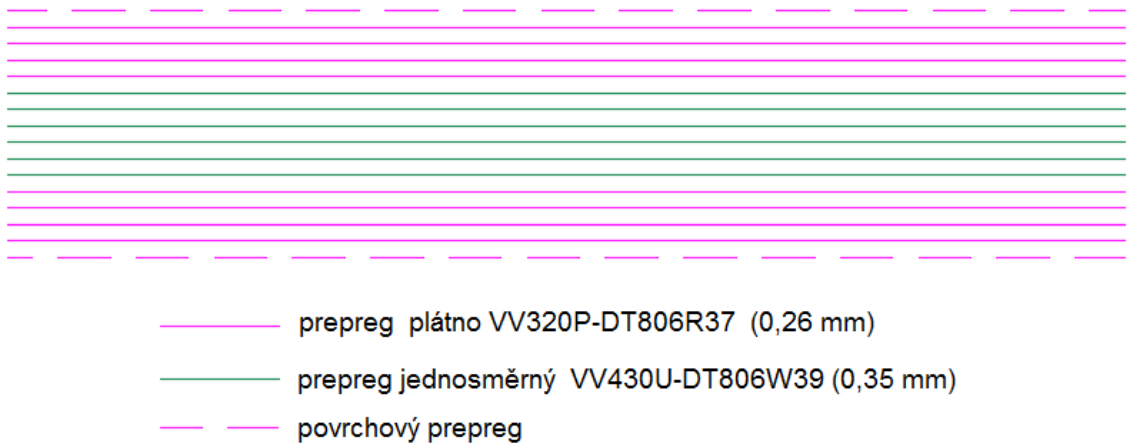 prepreg plátno VV320P-DT806R37 (0,26 mm)
prepreg jednosměrný VV430U-DT806W39 (0,35 mm)
povrchový prepreg